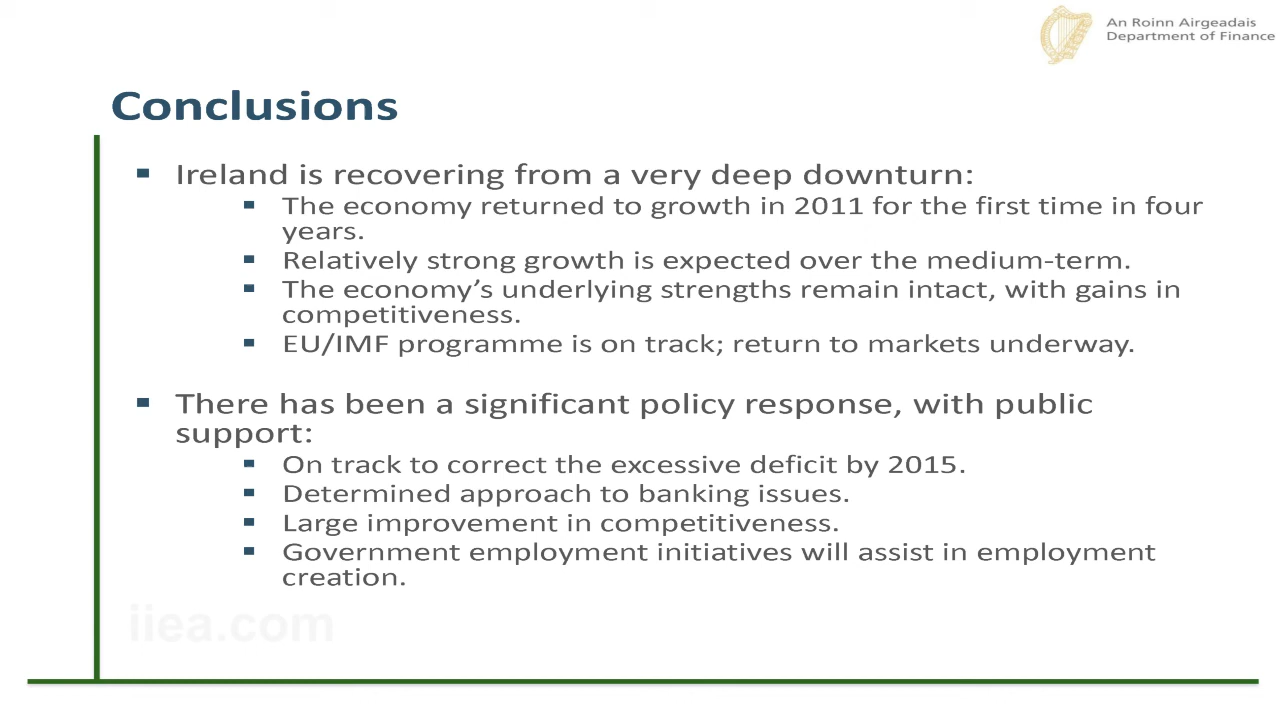 An Roinn Airgeadais
Department of Finance
Conclusions
Ireland is recovering from a very deep downturn:
The economy returned to growth in 2011 for the first time in four
years.
Relatively strong growth is expected over the medium-term.
The economy’s underlying strengths remain intact, with gains in
competitiveness.
EU/IMF programme is on track; return to markets underway.
There has been a significant policy response, with public
support:
On track to correct the excessive deficit by 2015.
Determined approach to banking issues.
Large improvement in competitiveness.
Government employment initiatives will assist in employment
creation.
iiea.com